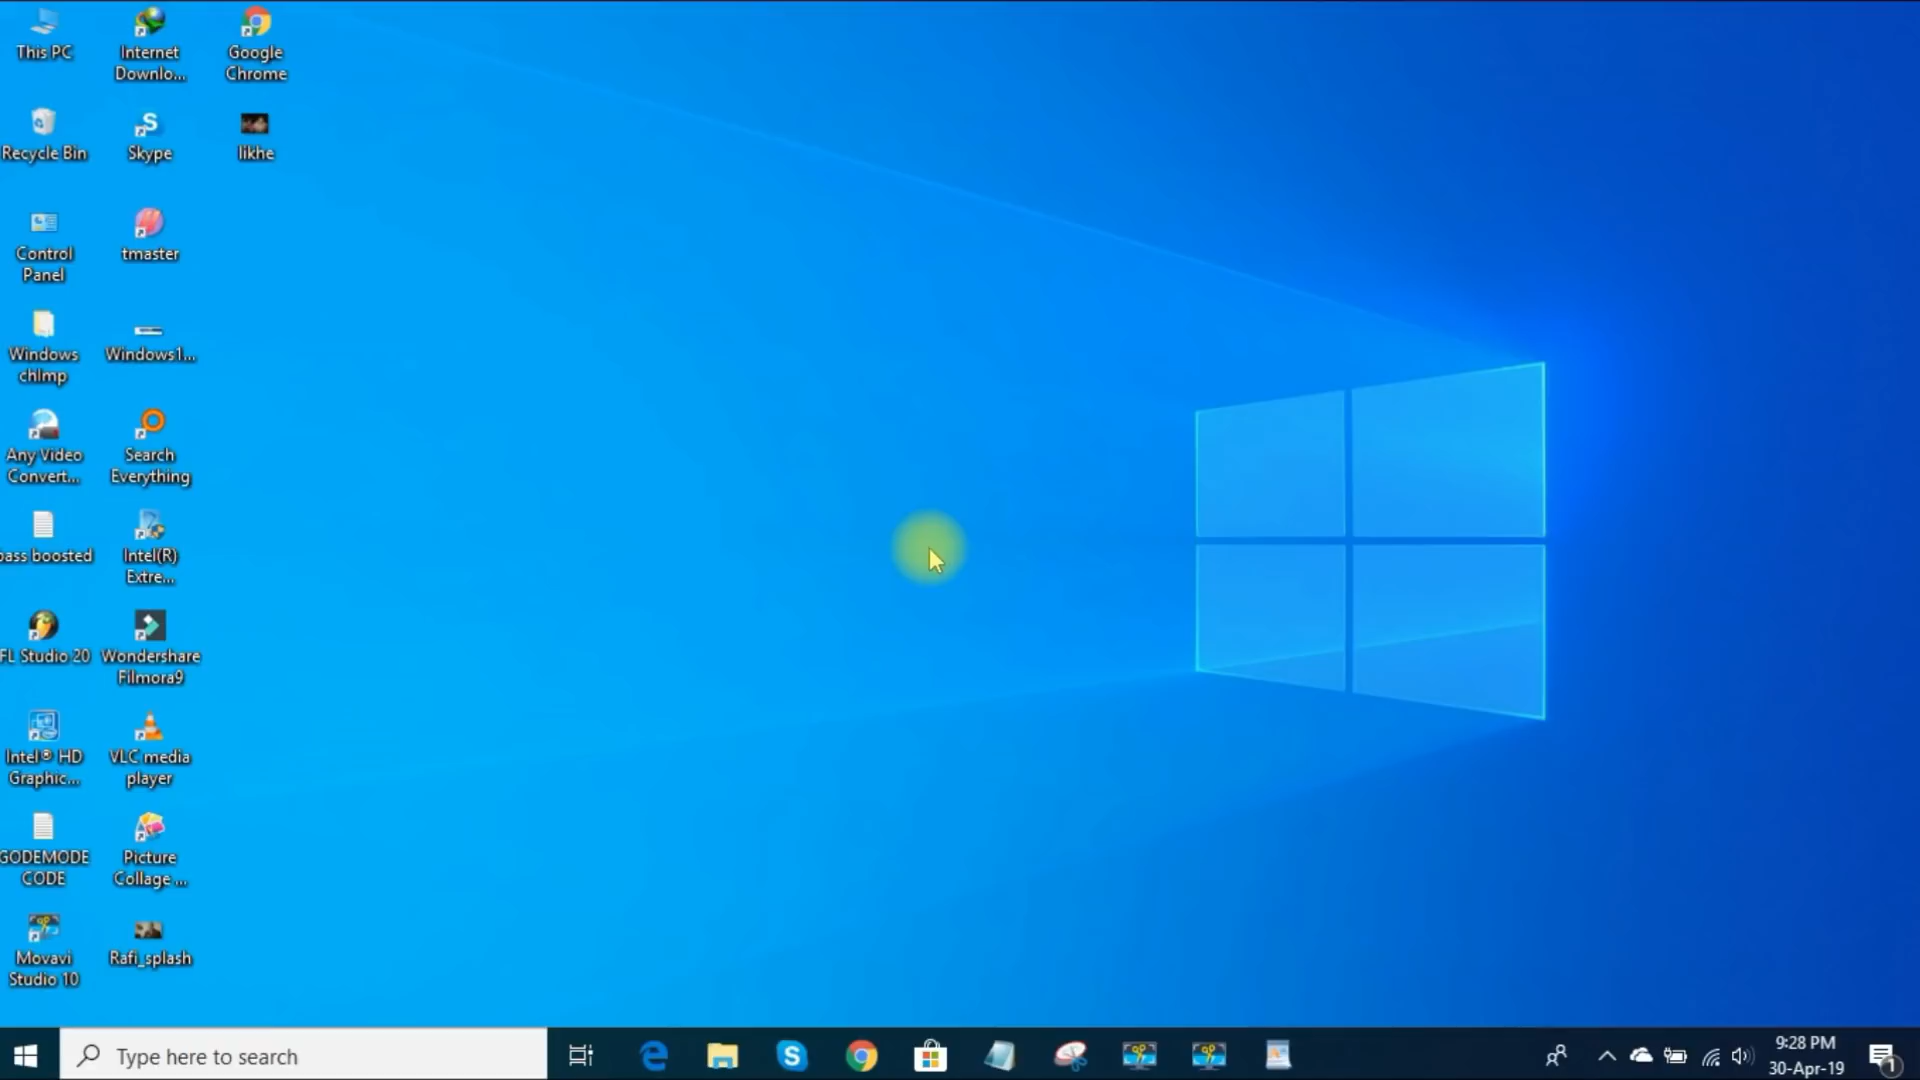 This PC
Internet
Downlo...
Google
Chrome
Recycle Bin
Skype
likhe
Control
Panel
tmaster
Windows
chlmp
Windows1...
Any Video
Convert...
Search
Everything
bass boosted
Intel(R)
Extre...
FL Studio 20
Wondershare
Filmora9
Intel® HD
Graphic...
VLC media
player
GODEMODE
CODE
Picture
Collage ...
Movavi
Studio 10
Rafi_splash
Type here to search
9:28 PM
30-Apr-19
1